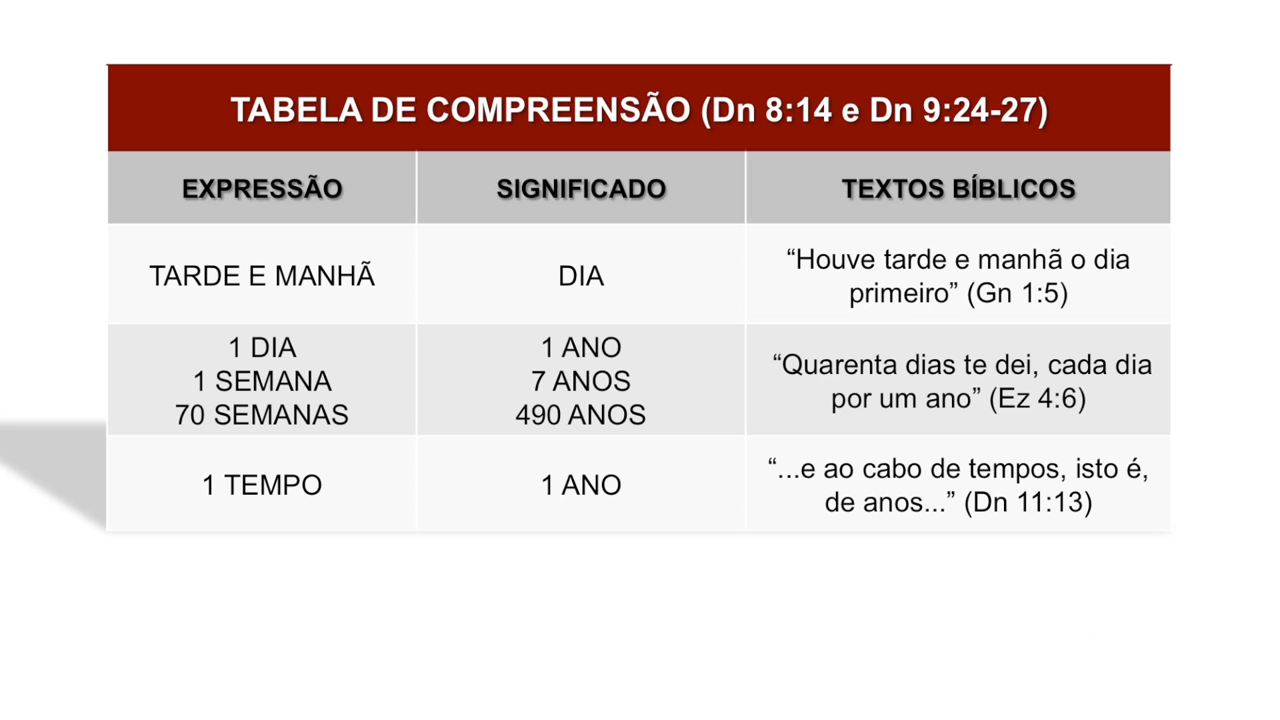 TABELA DE COMPREENSÃO (Dn 8:14 e Dn 9:24-27)
EXPRESSÃO
SIGNIFICADO
TEXTOS BÍBLICOS
TARDE E MANHÃ
DIA
“Houve tarde e manhã o dia
primeiro” (Gn 1:5)
1 DIA
1 SEMANA
70 SEMANAS
1 ANO
7 ANOS
490 ANOS
“Quarenta dias te dei, cada dia
por um ano” (Ez 4:6)
1 TEMPO
1 ANO
“...e ao cabo de tempos, isto é,
de anos...” (Dn 11:13)